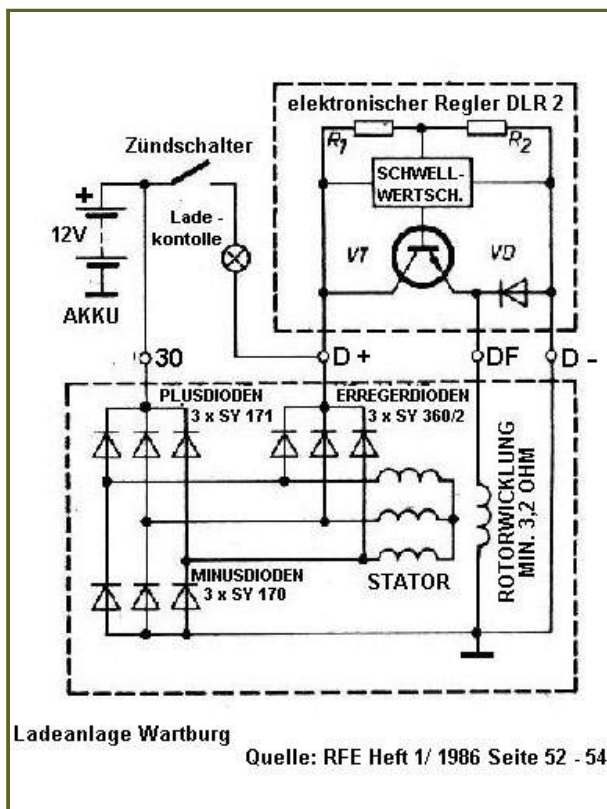 elektronischer Regler DLR 2
R1
R2
Zündschalter
SCHWELL-
WERTSCH.
+
Lade -
kontolle
12V
VT
VD
AKKU
30
D +
DF
D -
PLUSDIODEN
3 x SY 171
ERREGERDIODEN
3 x SY 360/2
ROTORWICKLUNG
MIN. 3,2 OHM
MINUSDIODEN
3 x SY 170
STATOR
Ladeanlage Wartburg
Quelle: RFE Heft 1/ 1986 Seite 52 - 54